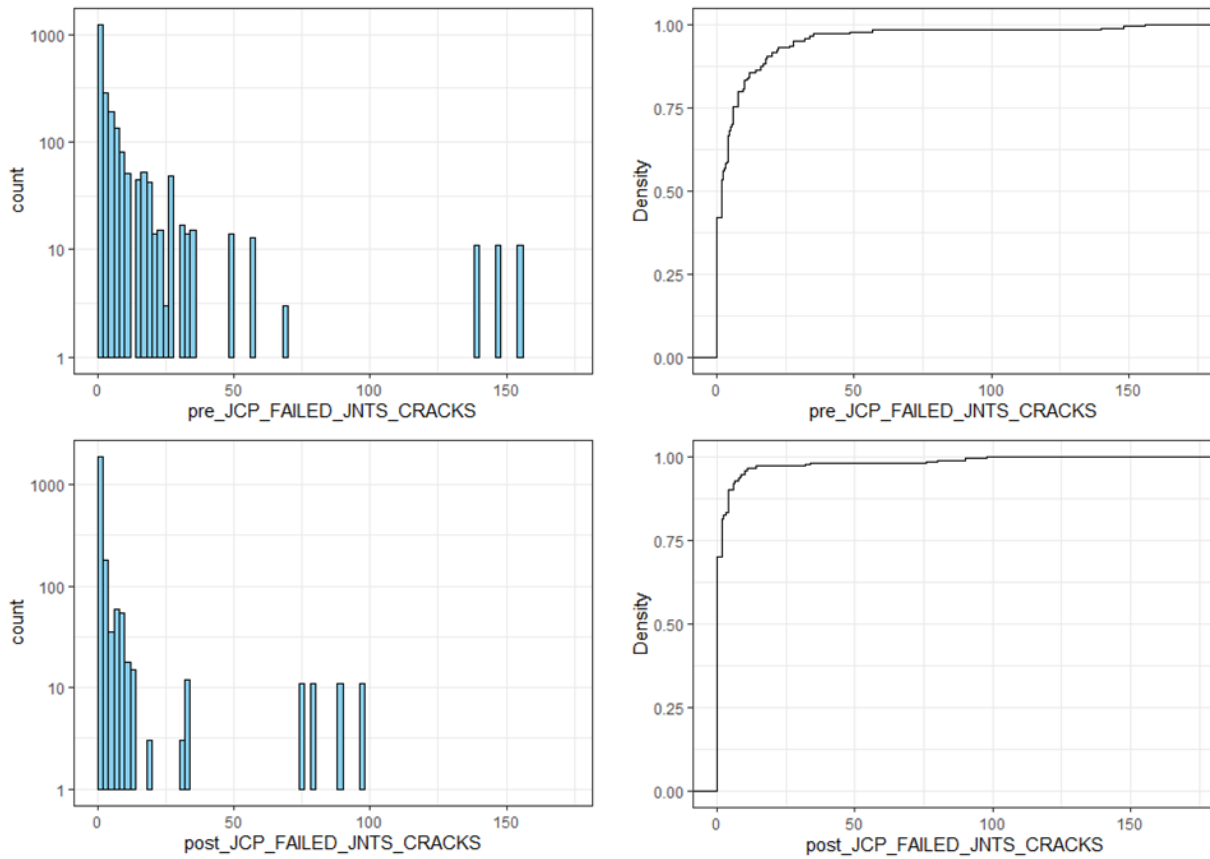 count
1000
100
10
1
0 50 100 150
pre_JCP_FAILED_JNTS_CRACKS
Density
1.00
0.75
0.50
0.25
0.00
0 50 100 150
pre_JCP_FAILED_JNTS_CRACKS
count
1000
100
10
1
0 50 100 150
post_JCP_FAILED_JNTS_CRACKS
Density
1.00
0.75
0.50
0.25
0.00
0 50 100 150
post_JCP_FAILED_JNTS_CRACKS